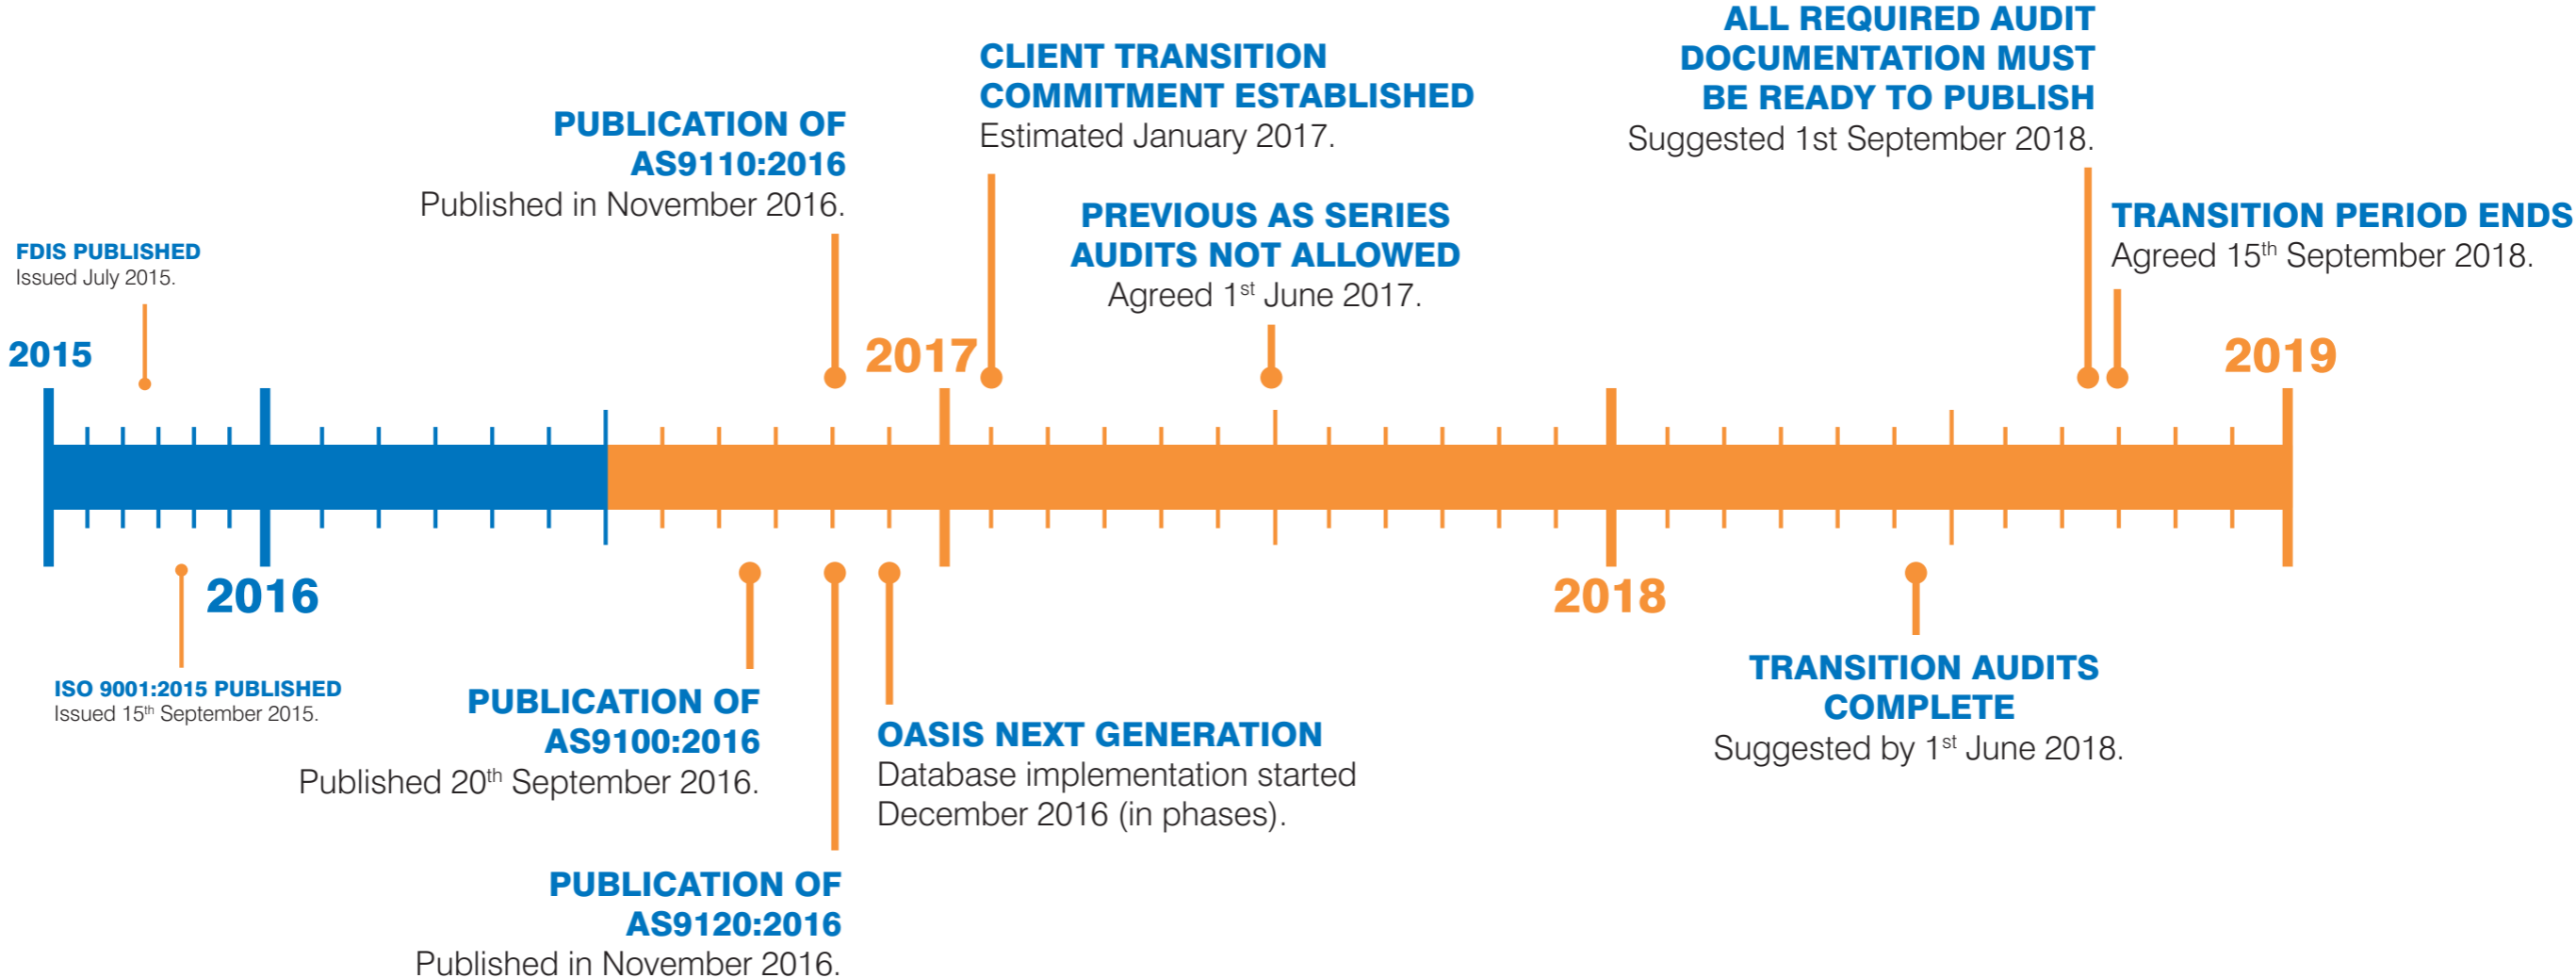 ALL REQUIRED AUDIT
DOCUMENTATION MUST
BE READY TO PUBLISH
Suggested 1st September 2018.
CLIENT TRANSITION
COMMITMENT ESTABLISHED
Estimated January 2017.
PUBLICATION OF
AS9110:2016
Published in November 2016.
PREVIOUS AS SERIES
AUDITS NOT ALLOWED
Agreed 1st June 2017.
TRANSITION PERIOD ENDS
Agreed 15th September 2018.
FDIS PUBLISHED
Issued July 2015.
2015
2017
2019
2016
2018
ISO 9001:2015 PUBLISHED
Issued 15th September 2015.
PUBLICATION OF
AS9100:2016
Published 20th September 2016.
OASIS NEXT GENERATION
Database implementation started
December 2016 (in phases).
TRANSITION AUDITS
COMPLETE
Suggested by 1st June 2018.
PUBLICATION OF
AS9120:2016
Published in November 2016.